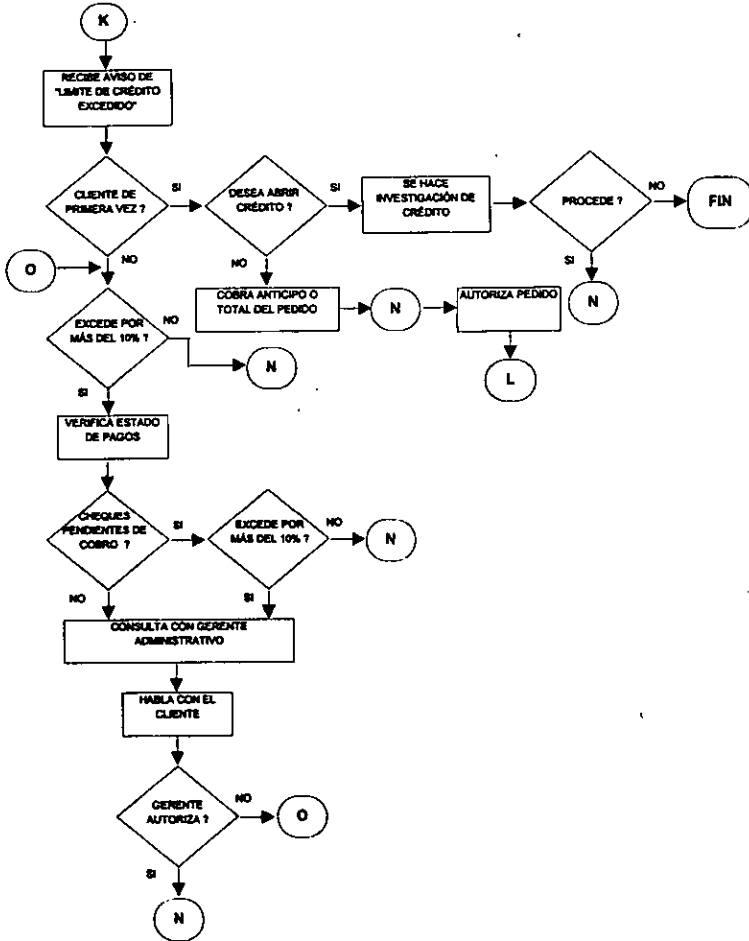 K
RECIBE AVISO DE
"LIMITE DE CRÉDITO
EXCEDIDO"
CLIENTE DE
PRIMERA VEZ ?
SI
DESEA ABRIR
CRÉDITO ?
SI
SE HACE
INVESTIGACIÓN DE
CRÉDITO
PROCEDE ?
NO
FIN
O
NO
NO
SI
COBRA ANTICIPO O
TOTAL DEL PEDIDO
N
AUTORIZA PEDIDO
N
EXCEDE POR
MÁS DEL 10% ?
NO
N
L
SI
VERIFICA ESTADO
DE PAGOS
CHEQUES
PENDIENTES DE
COBRO ?
SI
EXCEDE POR
MÁS DEL 10% ?
NO
N
NO
SI
CONSULTA CON GERENTE
ADMINISTRATIVO
HABLA CON EL
CLIENTE
GERENTE
AUTORIZA ?
NO
O
SI
N